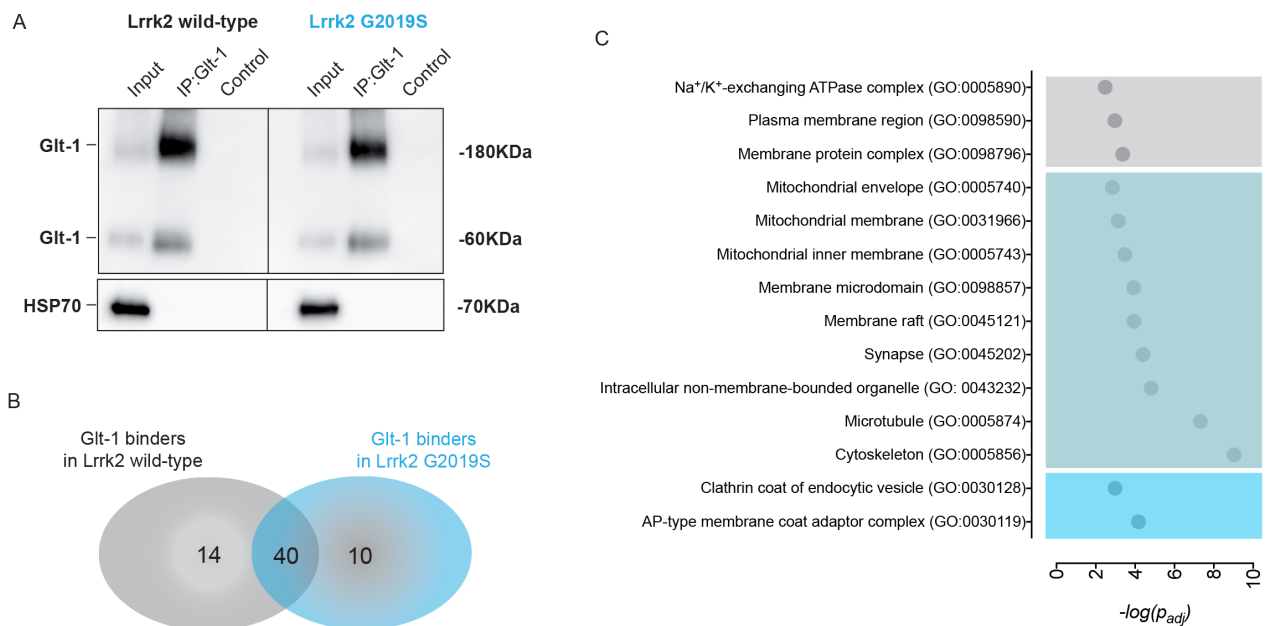 A
Lrrk2 wild-type
Lrrk2 G2019S
Input
IP:Glt-1
Control
Input
IP:Glt-1
Control
Glt-1
-180KDa
Glt-1
-60KDa
HSP70
-70KDa
B
Glt-1 binders
in Lrrk2 wild-type
Glt-1 binders
in Lrrk2 G2019S
14
40
10
C
Na⁺/K⁺-exchanging ATPase complex (GO:0005890)
Plasma membrane region (GO:0098590)
Membrane protein complex (GO:0098796)
Mitochondrial envelope (GO:0005740)
Mitochondrial membrane (GO:0031966)
Mitochondrial inner membrane (GO:0005743)
Membrane microdomain (GO:0098857)
Membrane raft (GO:0045121)
Synapse (GO:0045202)
Intracellular non-membrane-bounded organelle (GO: 0043232)
Microtubule (GO:0005874)
Cytoskeleton (GO:0005856)
Clathrin coat of endocytic vesicle (GO:0030128)
AP-type membrane coat adaptor complex (GO:0030119)
0 2 4 6 8 10
-log(p_adj)